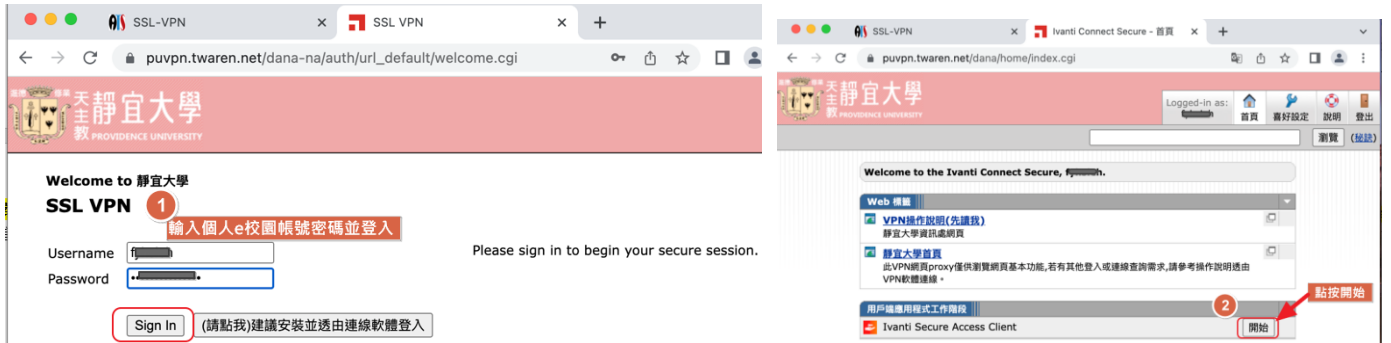 SSL-VPN
SSL VPN
puvpn.twaren.net/dana-na/auth/url_default/welcome.cgi
天主教
靜宜大學
PROVIDENCE UNIVERSITY
Welcome to 靜宜大學
SSL VPN
1
輸入個人e校園帳號密碼並登入
Username
Please sign in to begin your secure session.
Password
Sign In
(請點我)建議安裝並透由連線軟體登入
SSL-VPN
Ivanti Connect Secure - 首頁
puvpn.twaren.net/dana/home/index.cgi
天主教
靜宜大學
PROVIDENCE UNIVERSITY
Logged-in as:
首頁
喜好設定
說明
登出
瀏覽
(秘訣)
Welcome to the Ivanti Connect Secure,
Web 標籤
VPN操作說明(先讀我)
靜宜大學資訊處網頁
靜宜大學首頁
此VPN網頁proxy僅供瀏覽網頁基本功能,若有其他登入或連線查詢需求,請參考操作說明透由
VPN軟體連線。
點按開始
用戶端應用程式工作階段
2
Ivanti Secure Access Client
開始